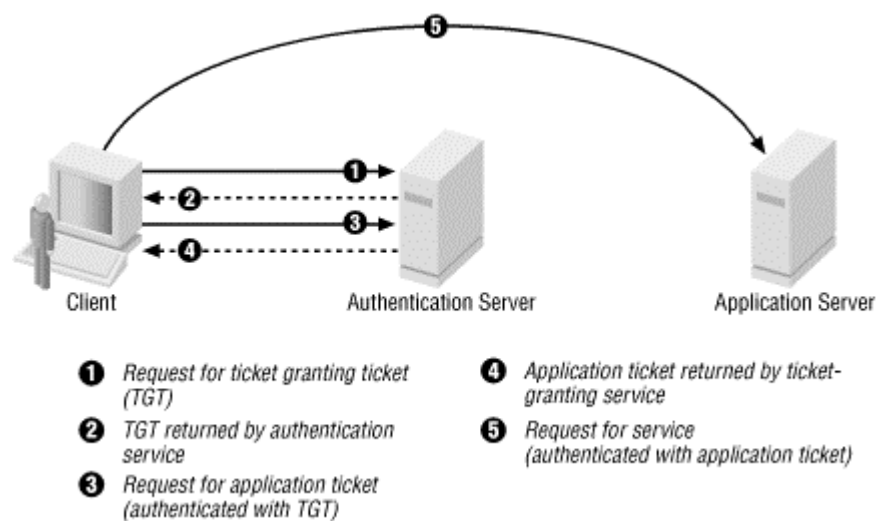 5
1
2
3
4
Client
Authentication Server
Application Server
1 Request for ticket granting ticket
(TGT)
2 TGT returned by authentication
service
3 Request for application ticket
(authenticated with TGT)
4 Application ticket returned by ticket-
granting service
5 Request for service
(authenticated with application ticket)